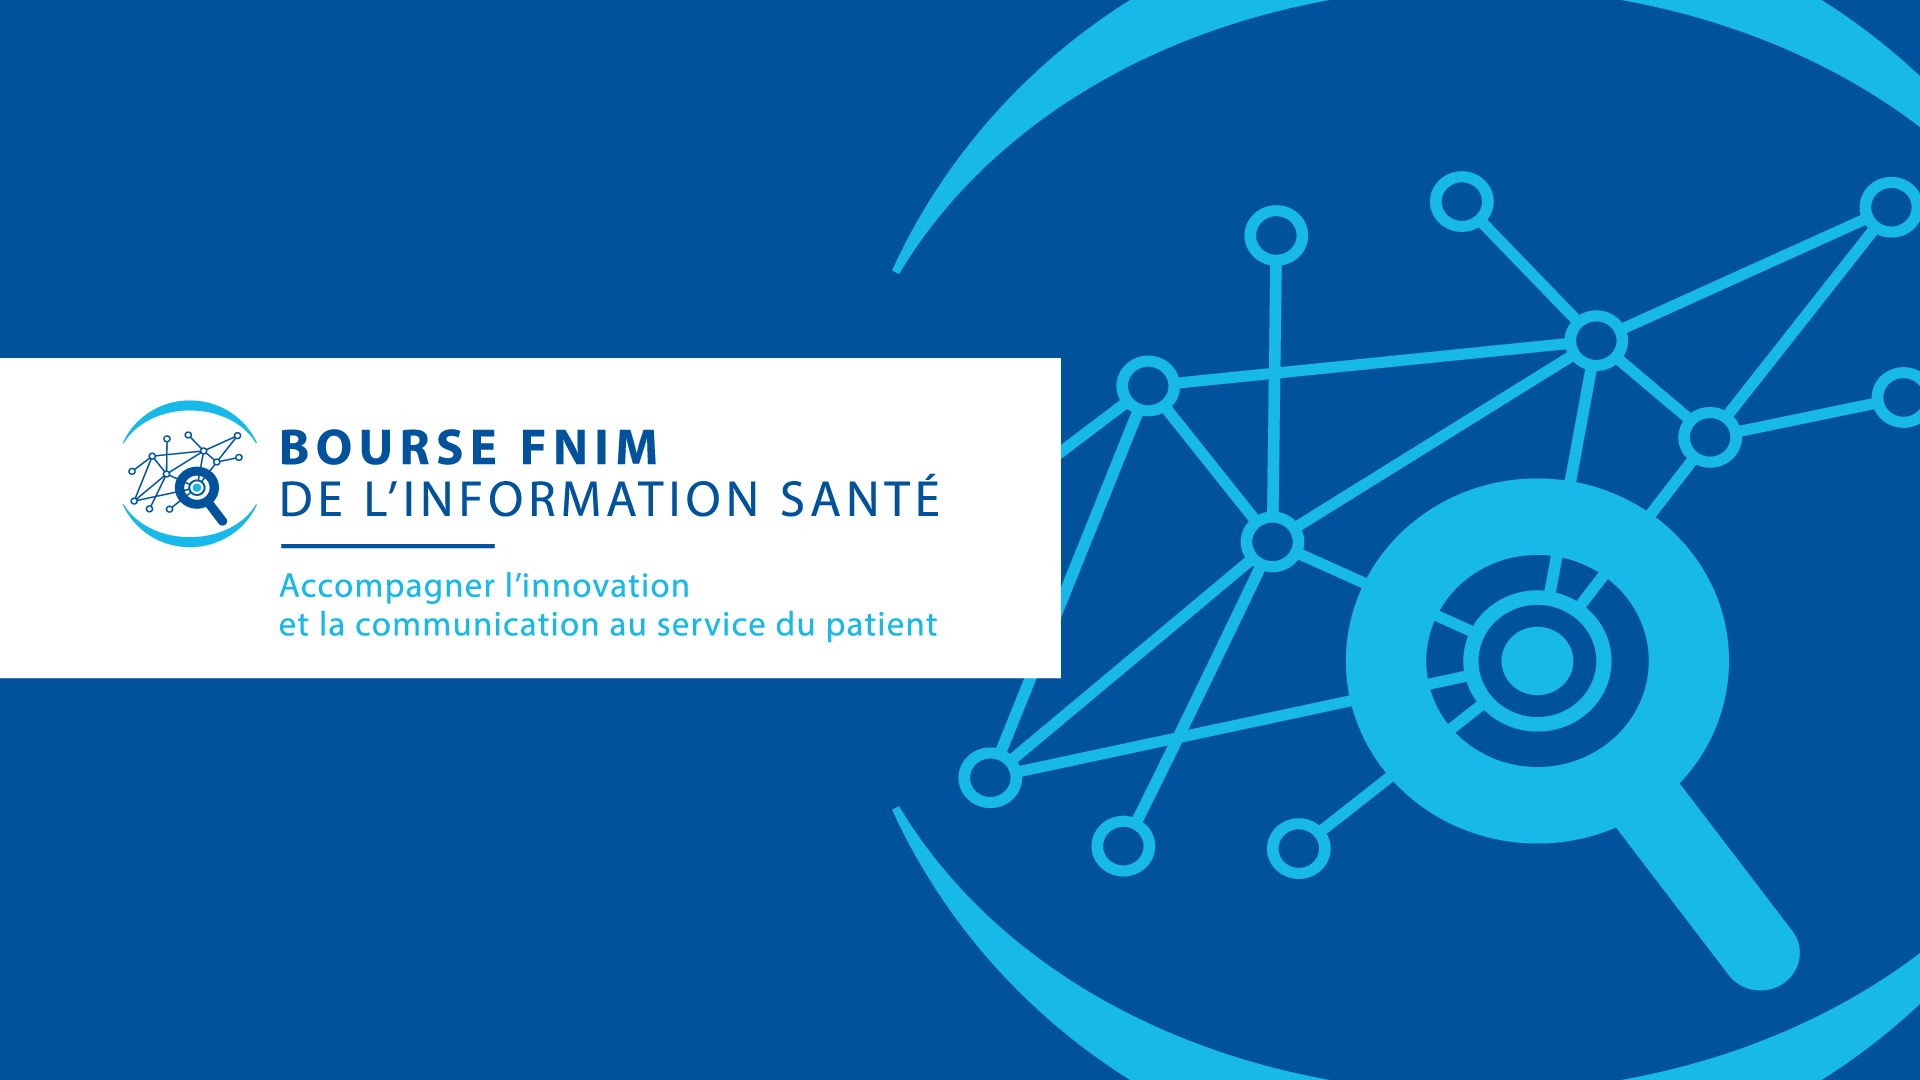 BOURSE FNIM
DE L’INFORMATION SANTÉ
Accompagner l’innovation
et la communication au service du patient